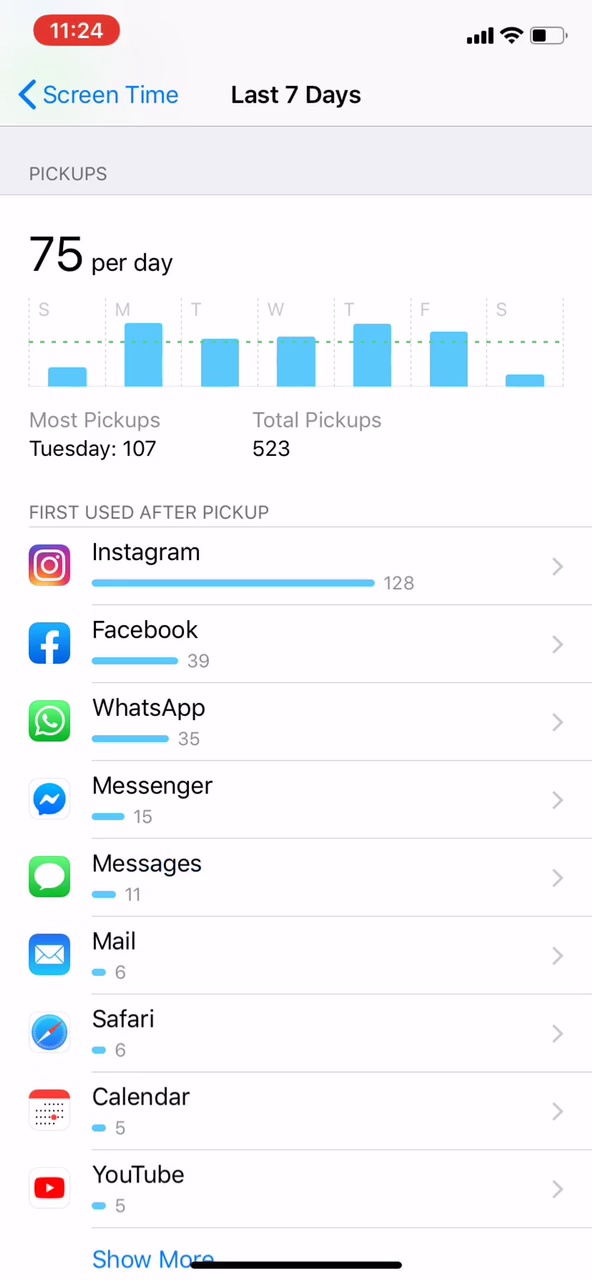 11:24
Screen Time Last 7 Days
PICKUPS
75 per day
S M T W T F S
Most Pickups Total Pickups
Tuesday: 107 523
FIRST USED AFTER PICKUP
Instagram
128
Facebook
39
WhatsApp
35
Messenger
15
Messages
11
Mail
6
Safari
6
Calendar
5
YouTube
5
Show More